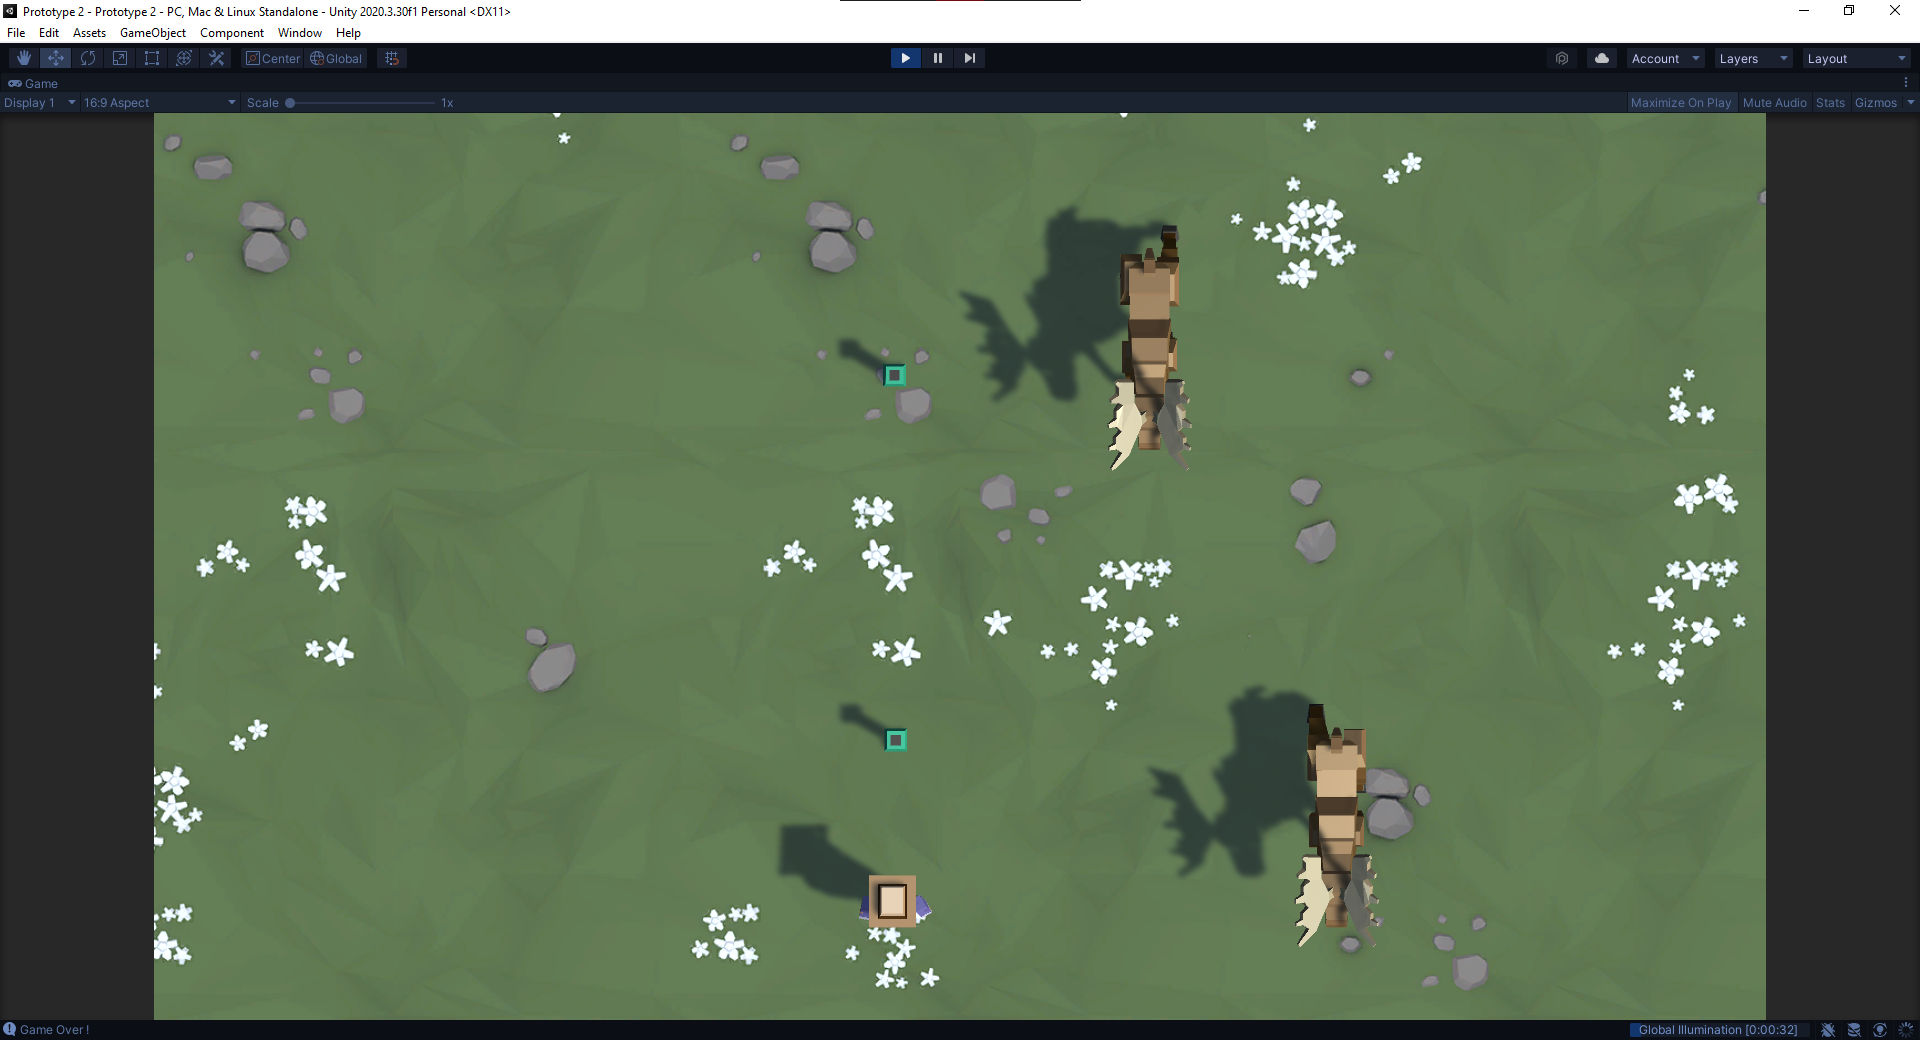 Prototype 2 - Prototype 2 - PC, Mac & Linux Standalone - Unity 2020.3.30f1 Personal <DX11>
File Edit Assets GameObject Component Window Help
Center Global Account Layers Layout
Game
Display 1 16:9 Aspect Scale 1x Maximize On Play Mute Audio Stats Gizmos
Game Over ! Global Illumination [0:00:32]